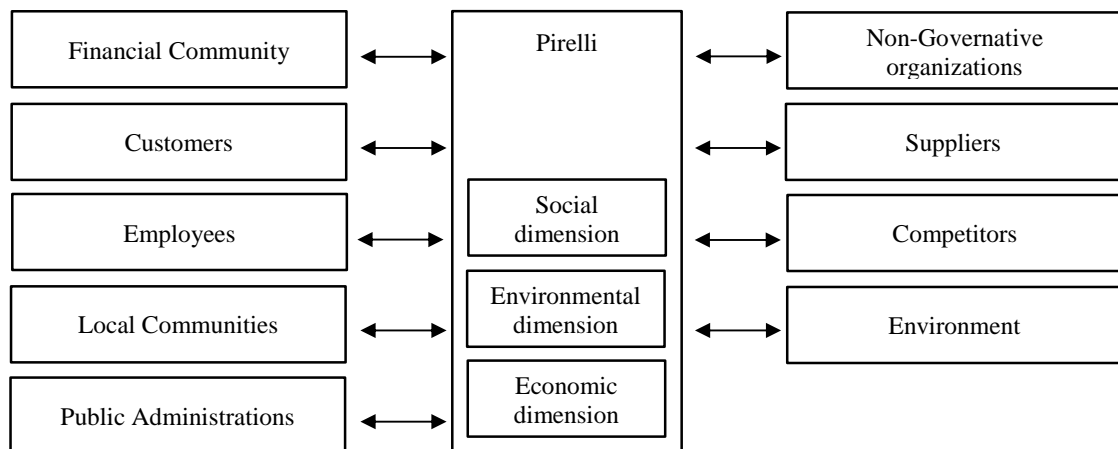 Financial Community
Pirelli
Non-Governative
organizations
Customers
Suppliers
Employees
Social
dimension
Competitors
Local Communities
Environmental
dimension
Environment
Public Administrations
Economic
dimension